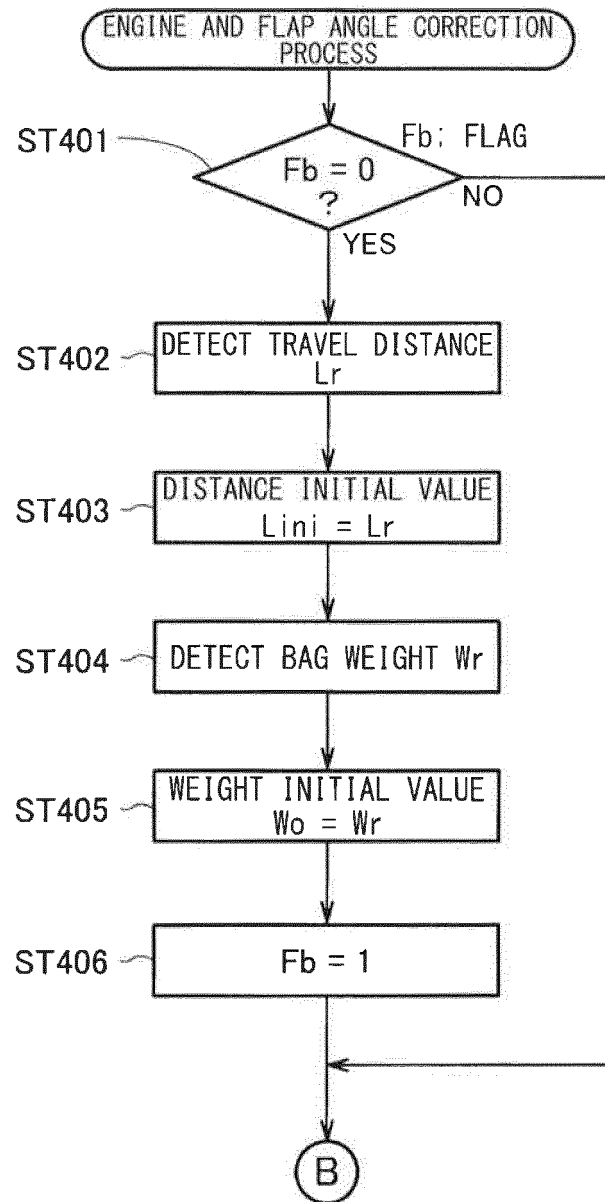 ENGINE AND FLAP ANGLE CORRECTION
PROCESS
ST401
Fb: FLAG
Fb = 0
?
NO
YES
ST402
DETECT TRAVEL DISTANCE
Lr
ST403
DISTANCE INITIAL VALUE
Lini = Lr
ST404
DETECT BAG WEIGHT Wr
ST405
WEIGHT INITIAL VALUE
Wo = Wr
ST406
Fb = 1
B